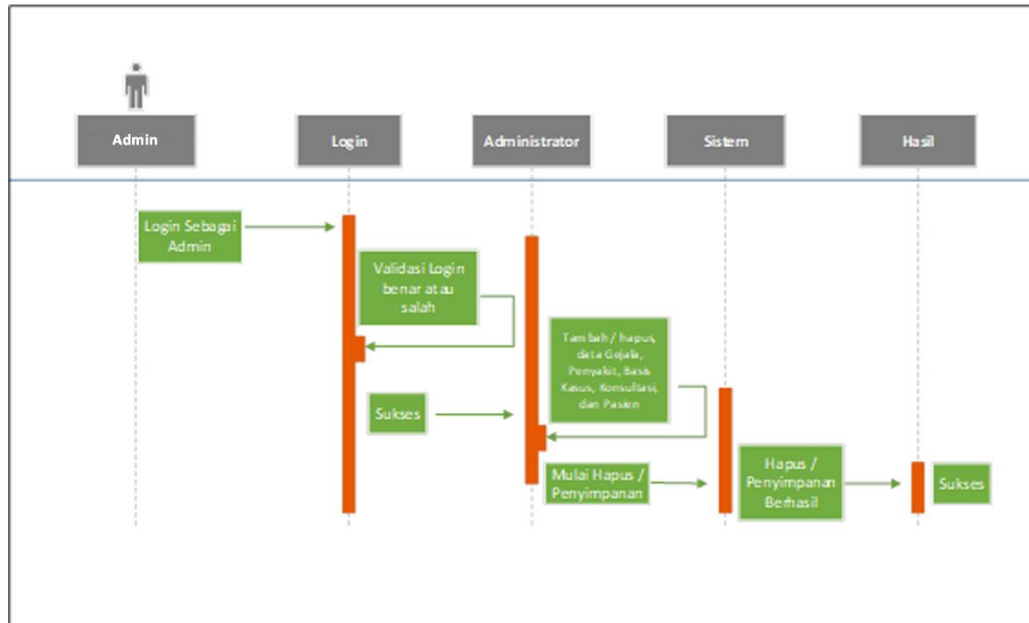 Admin
Login
Administrator
Sistem
Hasil
Login Sebagai
Admin
Validasi Login
benar atau
salah
Tambah / hapus,
data Gejala,
Penyakit, Basis
Kasus, Konsultasi,
dan Pasien
Sukses
Mulai Hapus /
Penyimpanan
Hapus /
Penyimpanan
Berhasil
Sukses